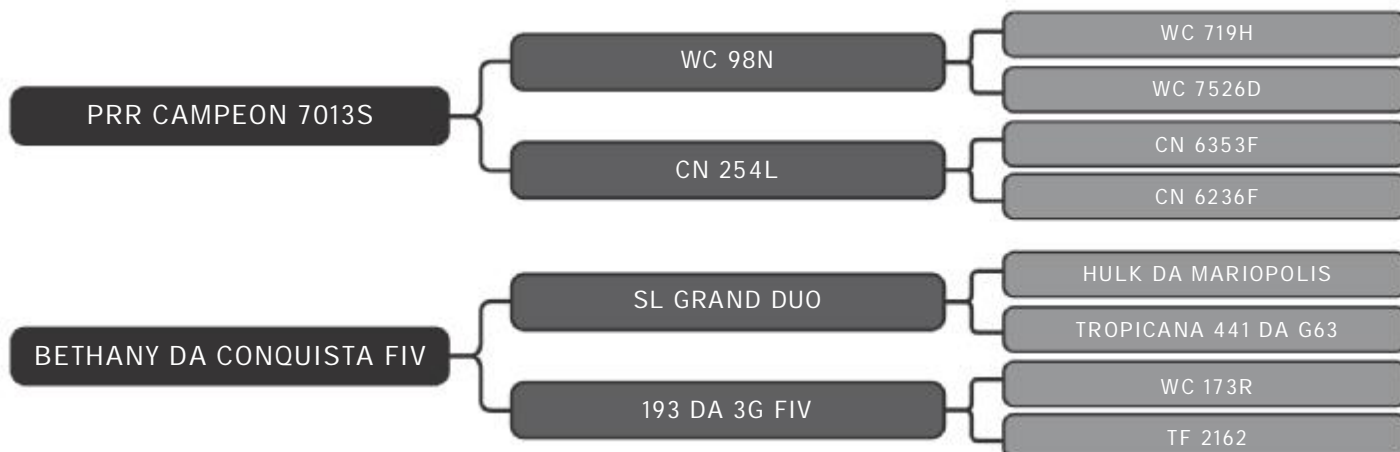 PRR CAMPEON 7013S
WC 98N
WC 719H
WC 7526D
CN 254L
CN 6353F
CN 6236F
BETHANY DA CONQUISTA FIV
SL GRAND DUO
HULK DA MARIOPOLIS
TROPICANA 441 DA G63
193 DA 3G FIV
WC 173R
TF 2162